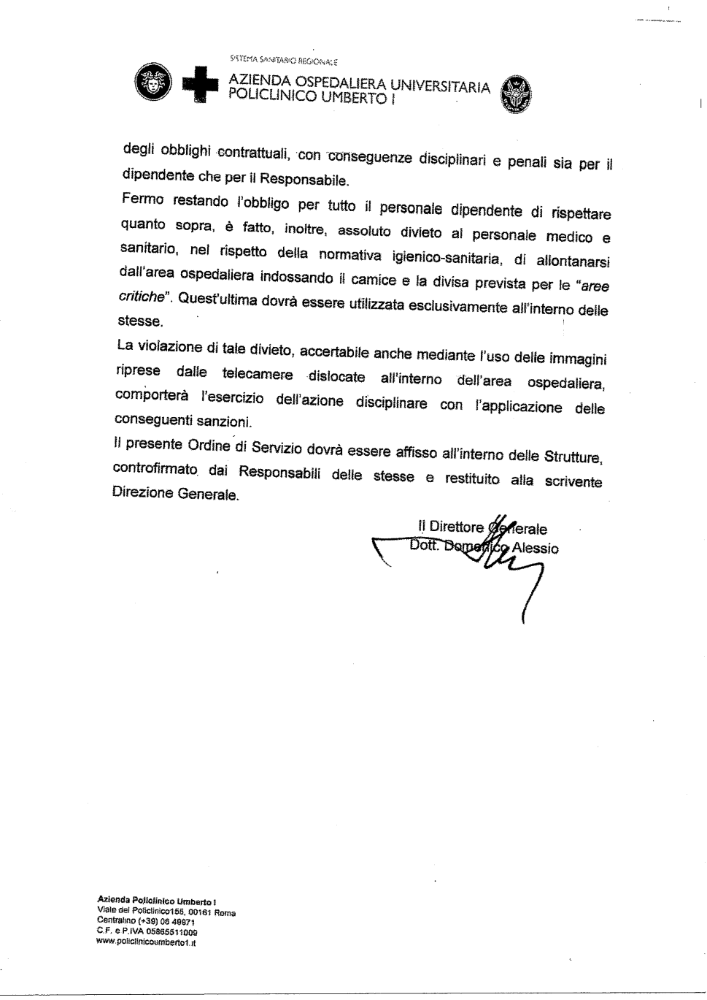 SISTEMA SANITARIO REGIONALE
AZIENDA OSPEDALIERA UNIVERSITARIA
POLICLINICO UMBERTO I
degli obblighi contrattuali, con conseguenze disciplinari e penali sia per il
dipendente che per il Responsabile.
Fermo restando l'obbligo per tutto il personale dipendente di rispettare
quanto sopra, è fatto, inoltre, assoluto divieto al personale medico e
sanitario, nel rispetto della normativa igienico-sanitaria, di allontanarsi
dall'area ospedaliera indossando il camice e la divisa prevista per le "aree
critiche". Quest'ultima dovrà essere utilizzata esclusivamente all'interno delle
stesse.
La violazione di tale divieto, accertabile anche mediante l'uso delle immagini
riprese dalle telecamere dislocate all'interno dell'area ospedaliera,
comporterà l'esercizio dell'azione disciplinare con l'applicazione delle
conseguenti sanzioni.
Il presente Ordine di Servizio dovrà essere affisso all'interno delle Strutture,
controfirmato dai Responsabili delle stesse e restituito alla scrivente
Direzione Generale.
Il Direttore Generale
Dott. Domenico Alessio
Azienda Policlinico Umberto I
Viale del Policlinico155, 00161 Roma
Centralino (+39) 06 49971
C.F. e P.IVA 05865511009
www.policlinicoumberto1.it